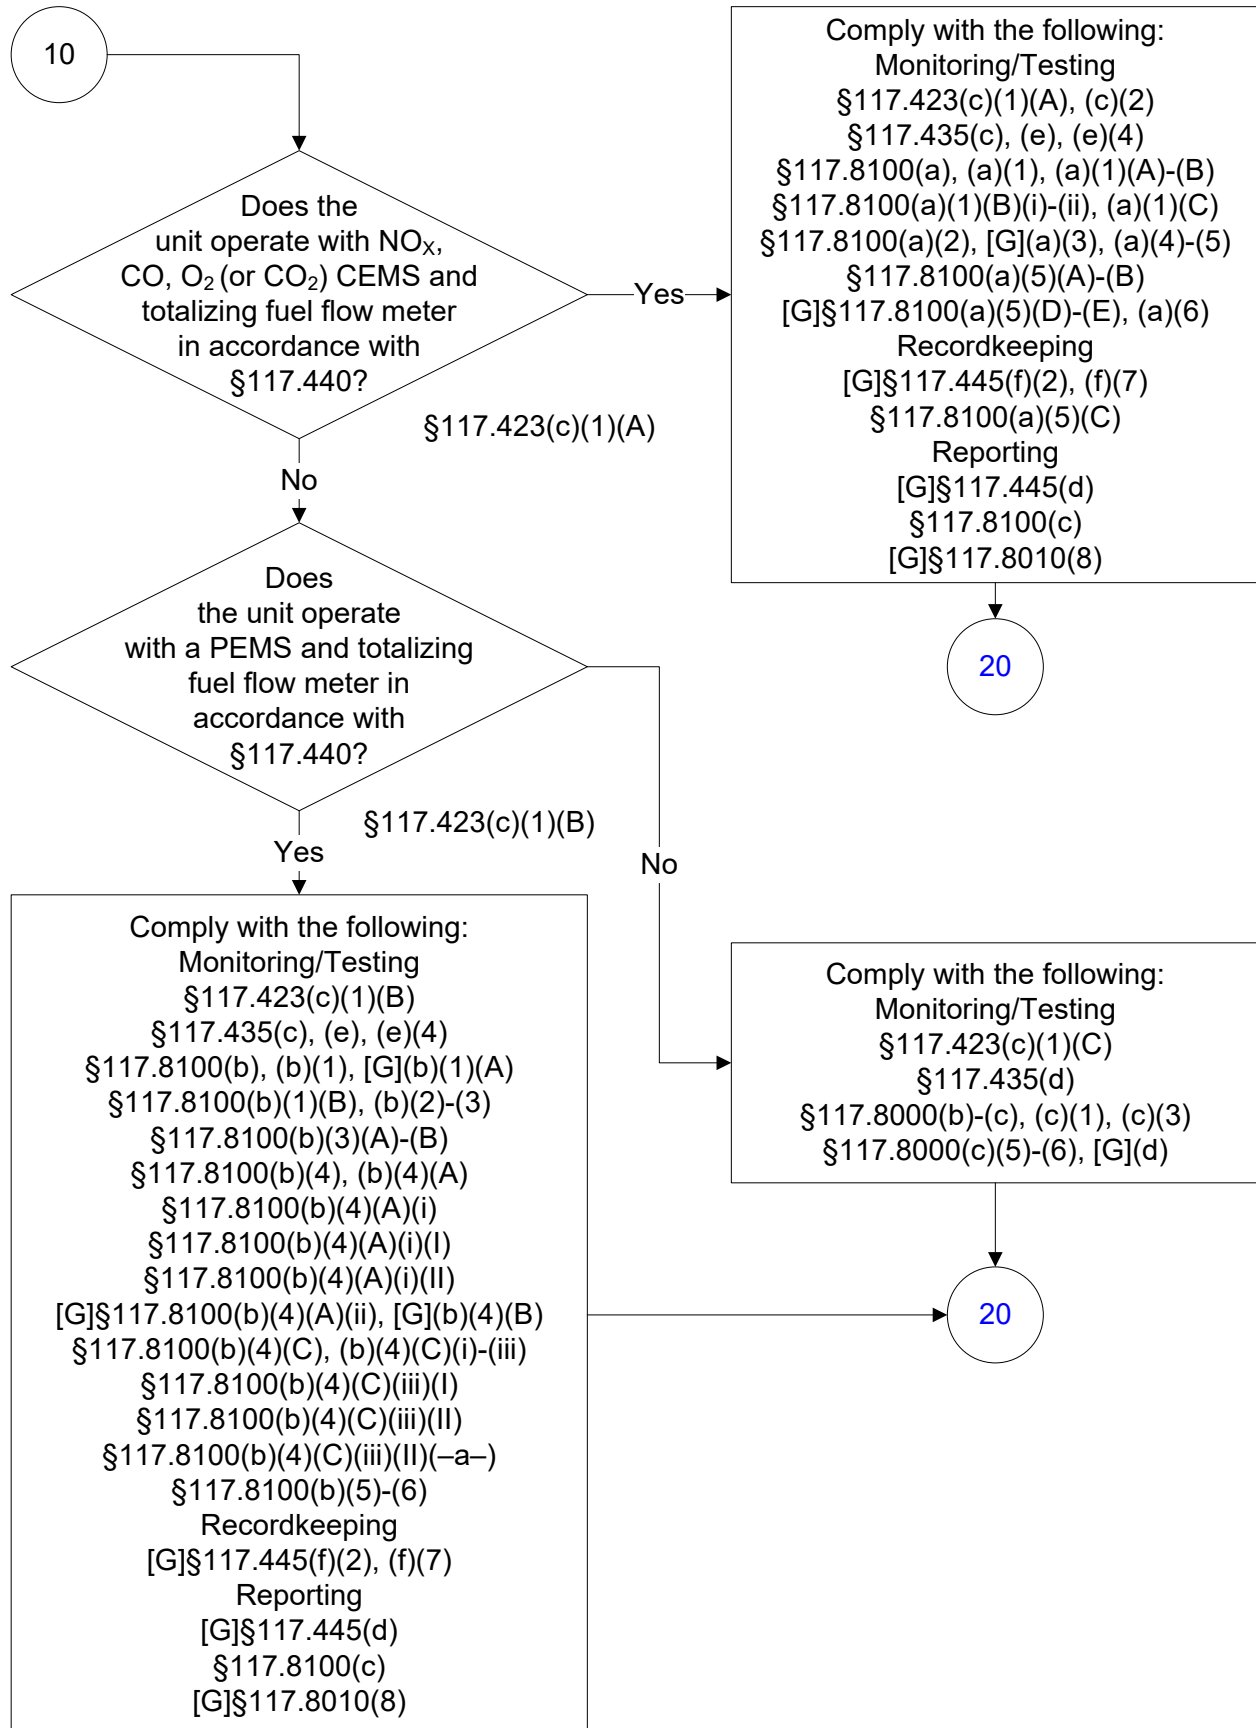 10
Does the
unit operate with NOX,
CO, O2 (or CO2) CEMS and
totalizing fuel flow meter
in accordance with
§117.440?
§117.423(c)(1)(A)
Yes
Comply with the following:
Monitoring/Testing
§117.423(c)(1)(A), (c)(2)
§117.435(c), (e), (e)(4)
§117.8100(a), (a)(1), (a)(1)(A)-(B)
§117.8100(a)(1)(B)(i)-(ii), (a)(1)(C)
§117.8100(a)(2), [G](a)(3), (a)(4)-(5)
§117.8100(a)(5)(A)-(B)
[G]§117.8100(a)(5)(D)-(E), (a)(6)
Recordkeeping
[G]§117.445(f)(2), (f)(7)
§117.8100(a)(5)(C)
Reporting
[G]§117.445(d)
§117.8100(c)
[G]§117.8010(8)
20
No
Does
the unit operate
with a PEMS and totalizing
fuel flow meter in
accordance with
§117.440?
§117.423(c)(1)(B)
Yes
No
Comply with the following:
Monitoring/Testing
§117.423(c)(1)(B)
§117.435(c), (e), (e)(4)
§117.8100(b), (b)(1), [G](b)(1)(A)
§117.8100(b)(1)(B), (b)(2)-(3)
§117.8100(b)(3)(A)-(B)
§117.8100(b)(4), (b)(4)(A)
§117.8100(b)(4)(A)(i)
§117.8100(b)(4)(A)(i)(I)
§117.8100(b)(4)(A)(i)(II)
[G]§117.8100(b)(4)(A)(ii), [G](b)(4)(B)
§117.8100(b)(4)(C), (b)(4)(C)(i)-(iii)
§117.8100(b)(4)(C)(iii)(I)
§117.8100(b)(4)(C)(iii)(II)
§117.8100(b)(4)(C)(iii)(II)(–a–)
§117.8100(b)(5)-(6)
Recordkeeping
[G]§117.445(f)(2), (f)(7)
Reporting
[G]§117.445(d)
§117.8100(c)
[G]§117.8010(8)
Comply with the following:
Monitoring/Testing
§117.423(c)(1)(C)
§117.435(d)
§117.8000(b)-(c), (c)(1), (c)(3)
§117.8000(c)(5)-(6), [G](d)
20